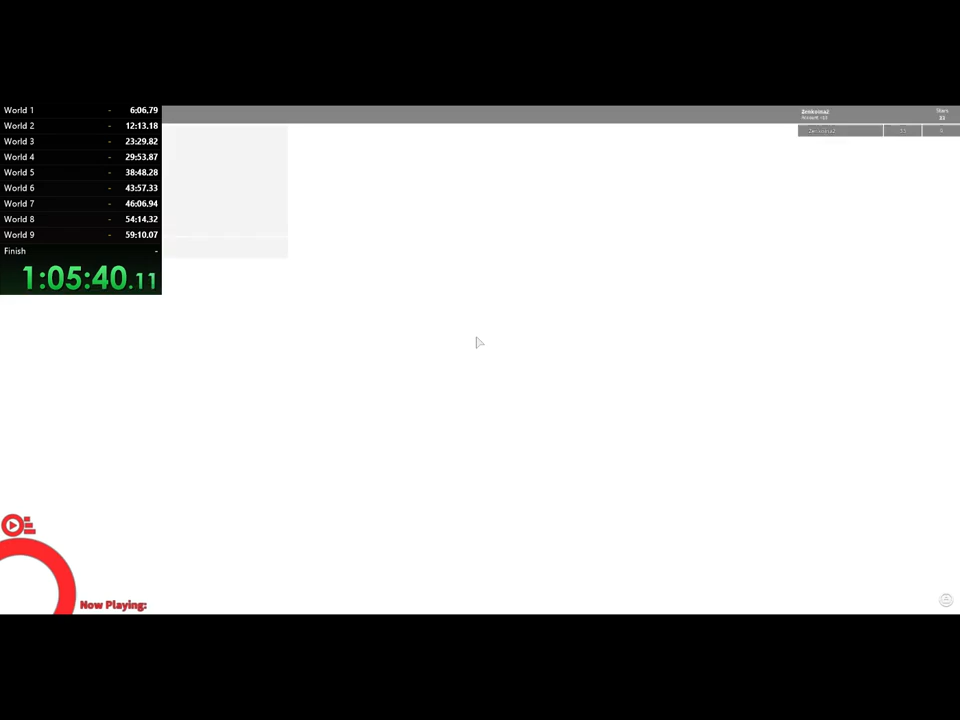 World 1 - 6:06.79
World 2 - 12:13.18
World 3 - 23:29.82
World 4 - 29:53.87
World 5 - 38:48.28
World 6 - 43:57.33
World 7 - 46:06.94
World 8 - 54:14.32
World 9 - 59:10.07
Finish -
1:05:40.11
Stars
33
Now Playing: